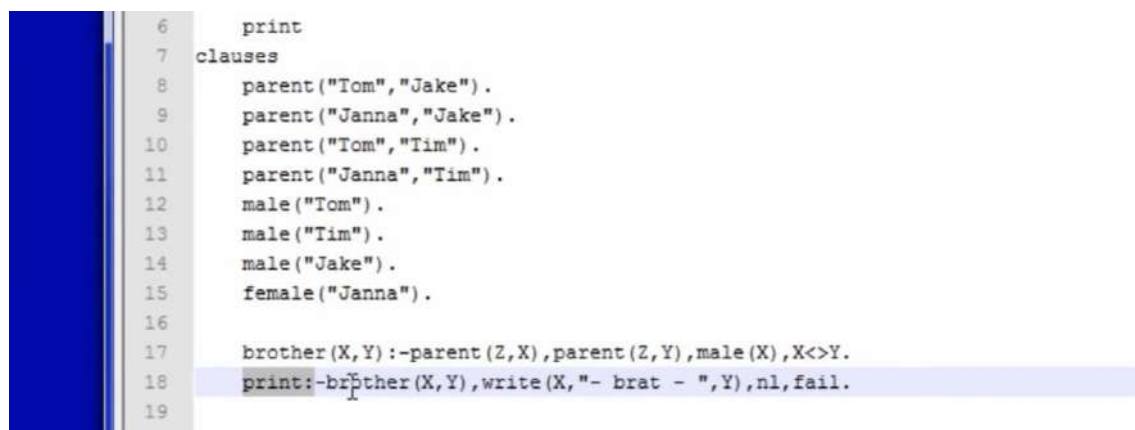 6 print
7 clauses
8 parent("Tom","Jake").
9 parent("Janna","Jake").
10 parent("Tom","Tim").
11 parent("Janna","Tim").
12 male("Tom").
13 male("Tim").
14 male("Jake").
15 female("Janna").
16
17 brother(X,Y):-parent(Z,X),parent(Z,Y),male(X),X<>Y.
18 print:-brother(X,Y),write(X,"- brat - ",Y),nl,fail.
19